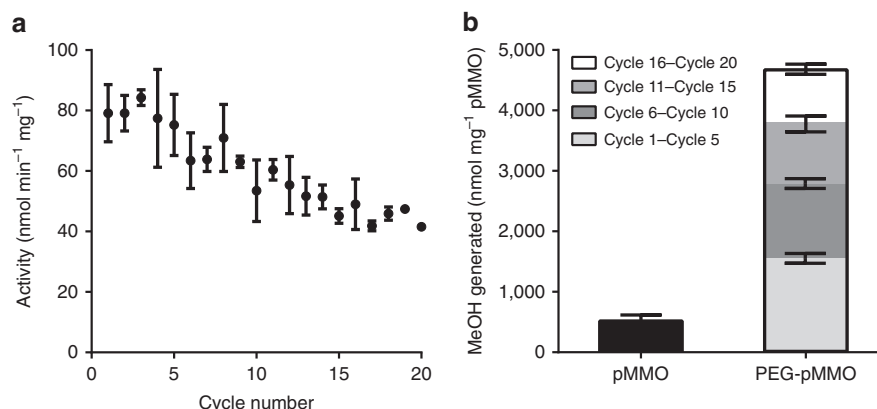 a
100
80
60
40
20
0
Activity (nmol min⁻¹ mg⁻¹)
0
5
10
15
20
Cycle number
b
5,000
4,000
3,000
2,000
1,000
0
MeOH generated (nmol mg⁻¹ pMMO)
Cycle 16–Cycle 20
Cycle 11–Cycle 15
Cycle 6–Cycle 10
Cycle 1–Cycle 5
pMMO
PEG-pMMO